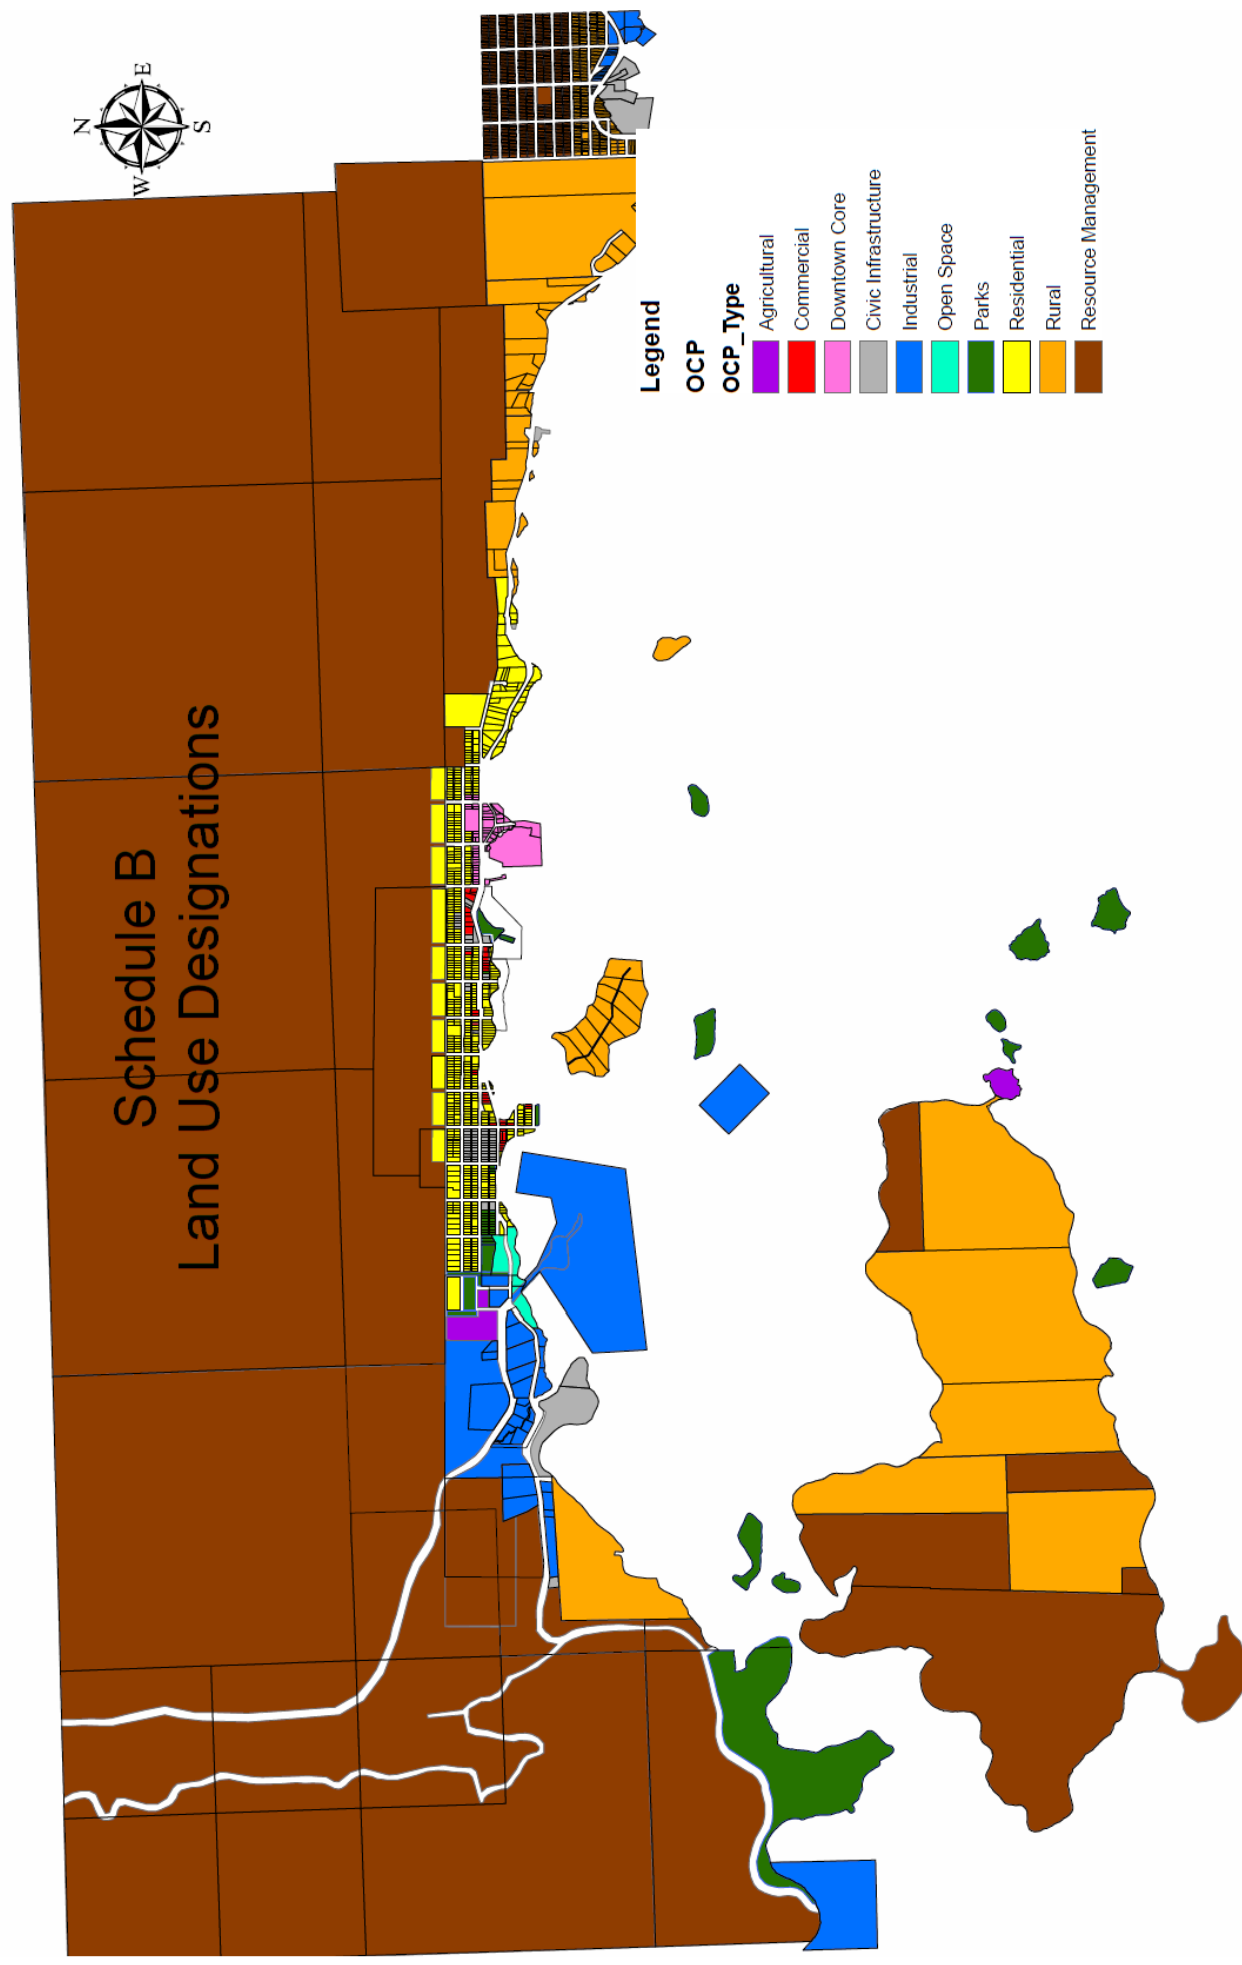 Schedule B
Land Use Designations
N
E
S
W
Legend
OCP
OCP_Type
Agricultural
Commercial
Downtown Core
Civic Infrastructure
Industrial
Open Space
Parks
Residential
Rural
Resource Management